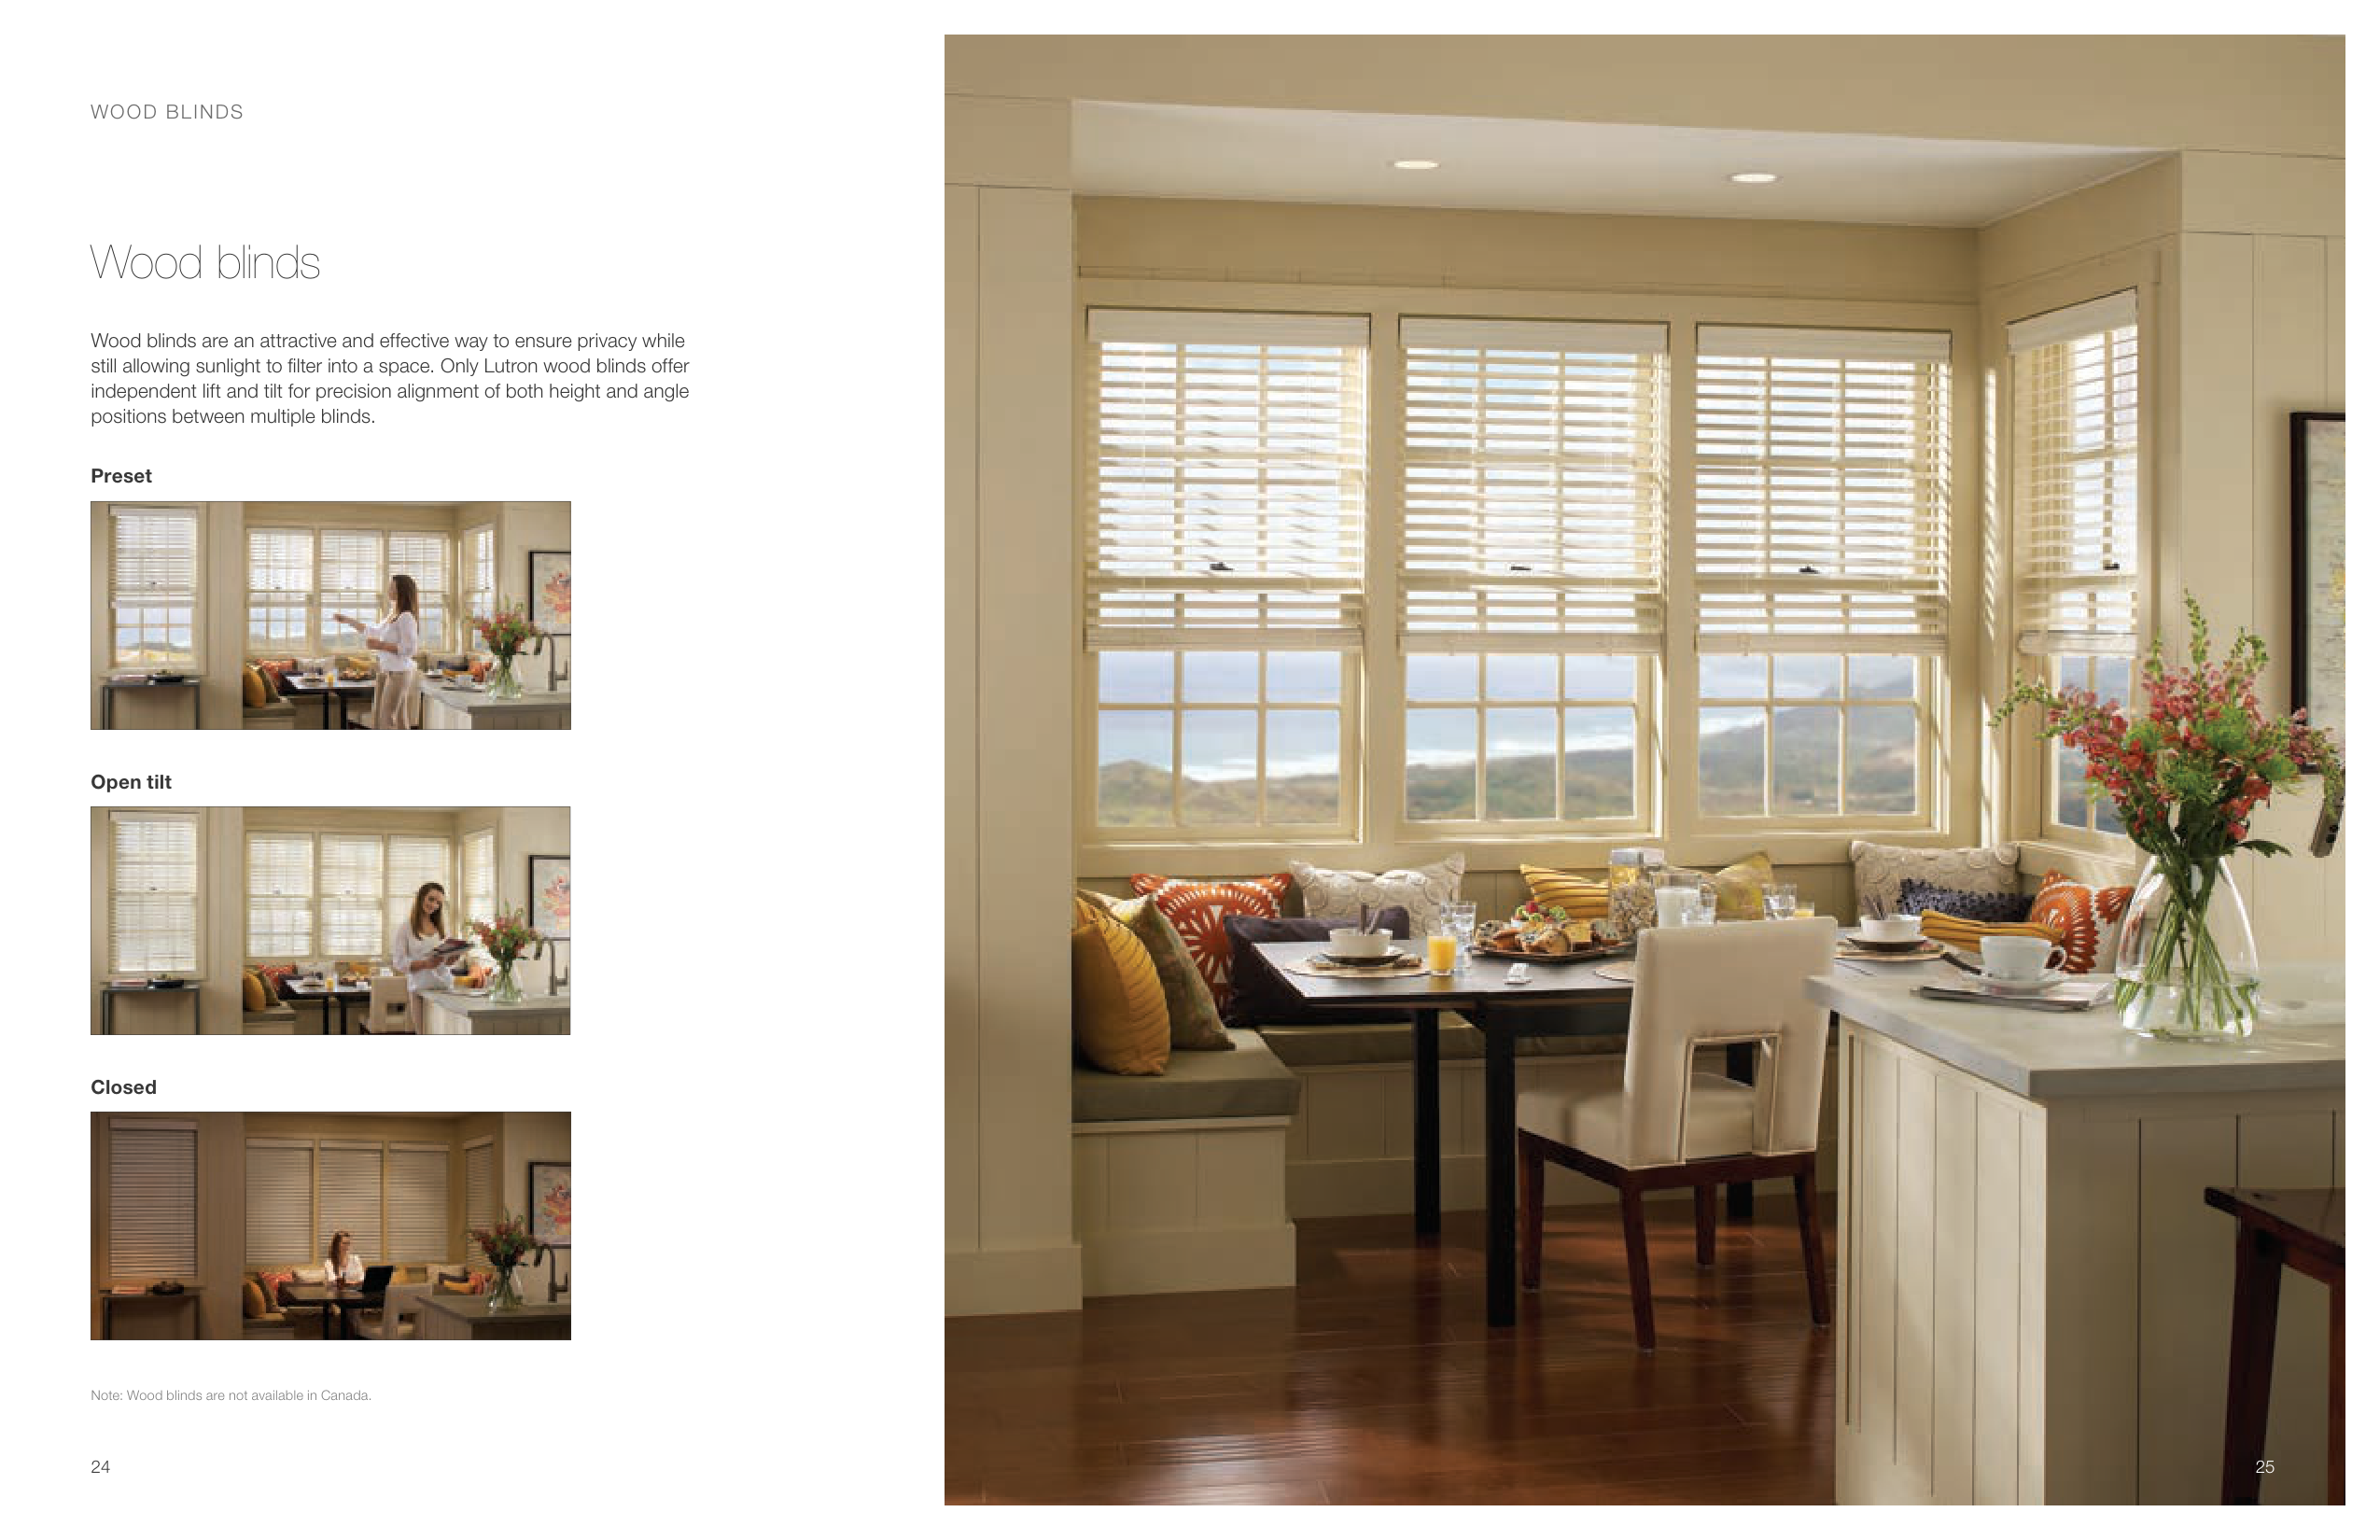 WOOD BLINDS
Wood blinds
Wood blinds are an attractive and effective way to ensure privacy while
still allowing sunlight to filter into a space. Only Lutron wood blinds offer
independent lift and tilt for precision alignment of both height and angle
positions between multiple blinds.
Preset
Open tilt
Closed
Note: Wood blinds are not available in Canada.
24
25